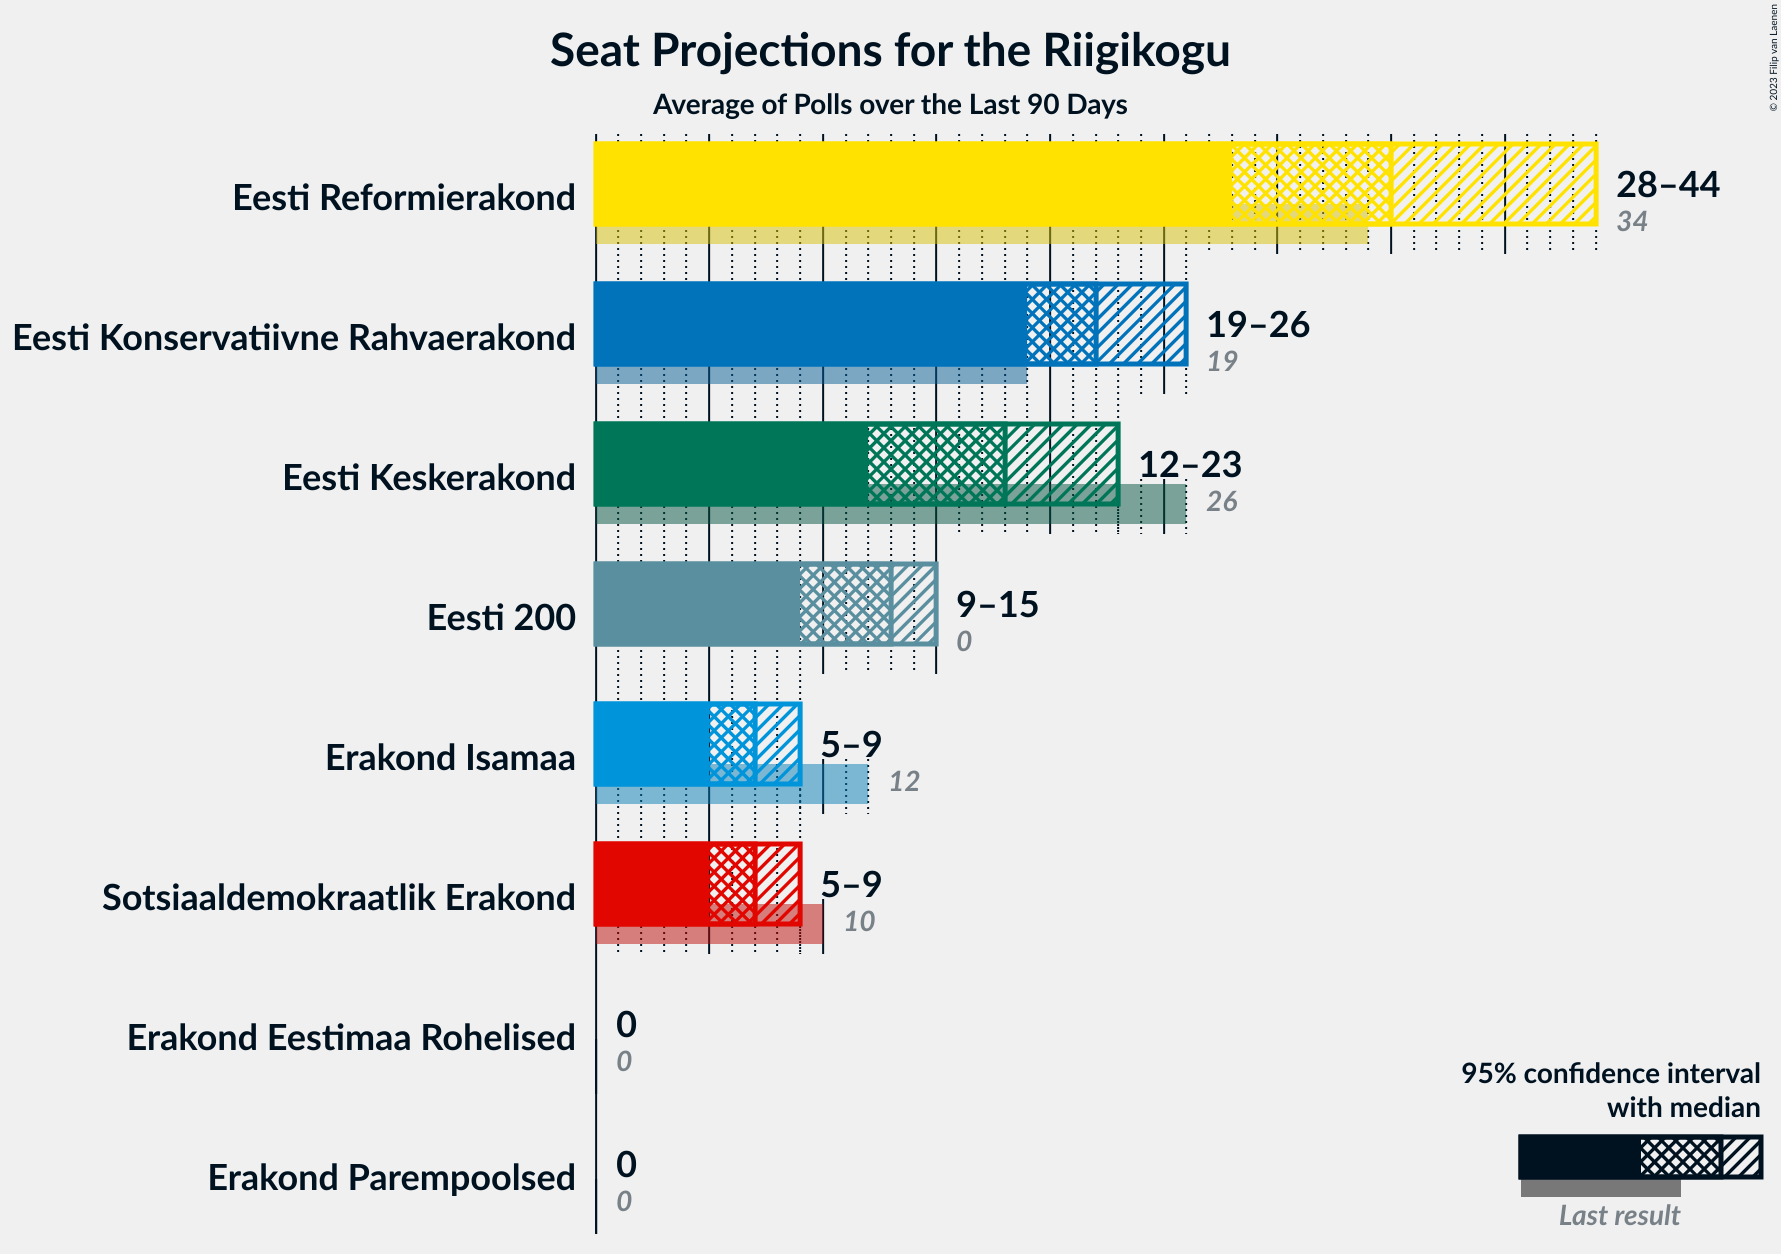 Seat Projections for the Riigikogu
Average of Polls over the Last 90 Days
© 2023 Filip van Laenen
Eesti Reformierakond
28–44
34
Eesti Konservatiivne Rahvaerakond
19–26
19
Eesti Keskerakond
12–23
26
Eesti 200
9–15
0
Erakond Isamaa
5–9
12
Sotsiaaldemokraatlik Erakond
5–9
10
Erakond Eestimaa Rohelised
0
0
Erakond Parempoolsed
0
0
95% confidence interval
with median
Last result